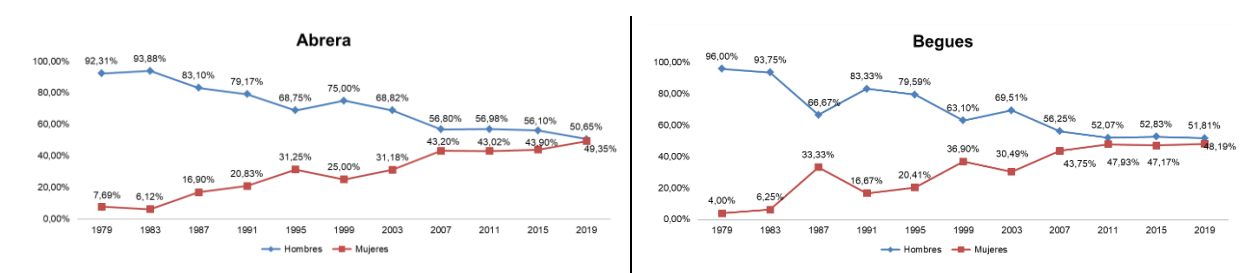 Abrera
100,00%
80,00%
60,00%
40,00%
20,00%
0,00%
92,31% 93,88% 83,10% 79,17% 68,75% 75,00% 68,82% 56,80% 56,98% 56,10% 50,65%
7,69% 6,12% 16,90% 20,83% 31,25% 25,00% 31,18% 43,20% 43,02% 43,90% 49,35%
1979 1983 1987 1991 1995 1999 2003 2007 2011 2015 2019
Hombres Mujeres
Begues
100,00%
80,00%
60,00%
40,00%
20,00%
0,00%
96,00% 93,75% 66,67% 83,33% 79,59% 63,10% 69,51% 56,25% 52,07% 52,83% 51,81%
4,00% 6,25% 33,33% 16,67% 20,41% 36,90% 30,49% 43,75% 47,93% 47,17% 48,19%
1979 1983 1987 1991 1995 1999 2003 2007 2011 2015 2019
Hombres Mujeres